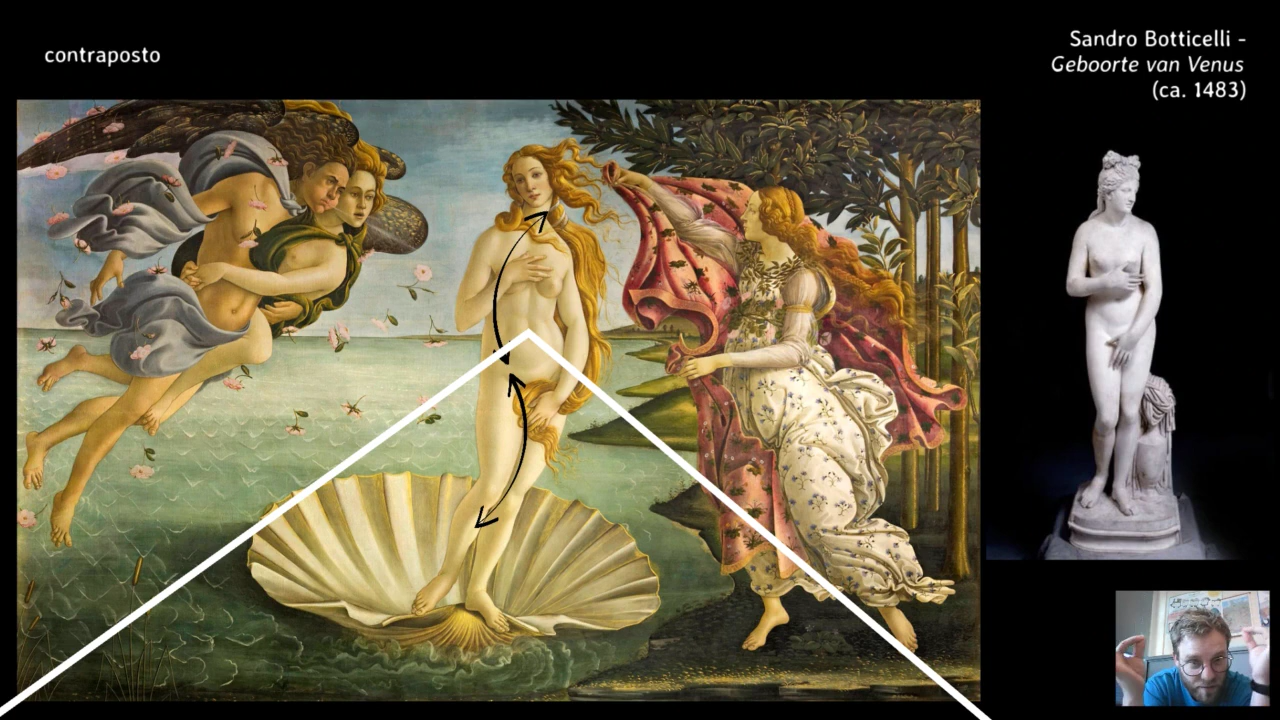 contraposto
Sandro Botticelli -
Geboorte van Venus
(ca. 1483)